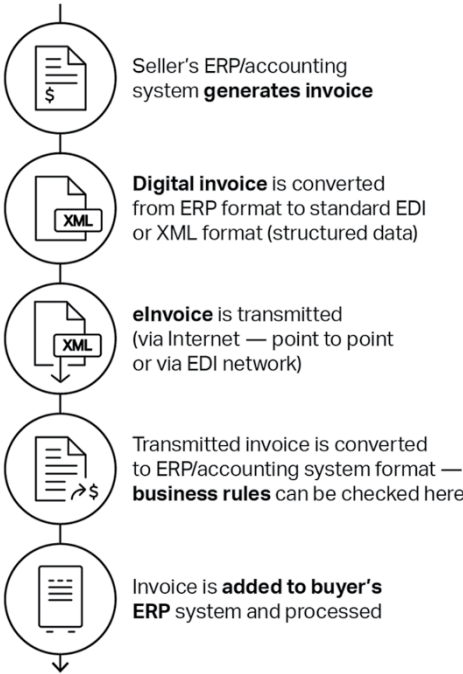 $
Seller's ERP/accounting
system generates invoice
XML
Digital invoice is converted
from ERP format to standard EDI
or XML format (structured data)
XML
eInvoice is transmitted
(via Internet — point to point
or via EDI network)
$
Transmitted invoice is converted
to ERP/accounting system format —
business rules can be checked here
Invoice is added to buyer's
ERP system and processed